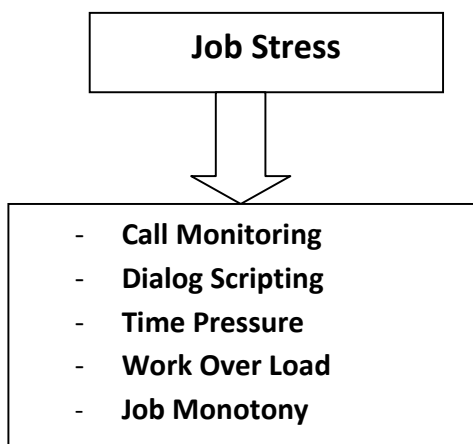 Job Stress
- Call Monitoring
- Dialog Scripting
- Time Pressure
- Work Over Load
- Job Monotony